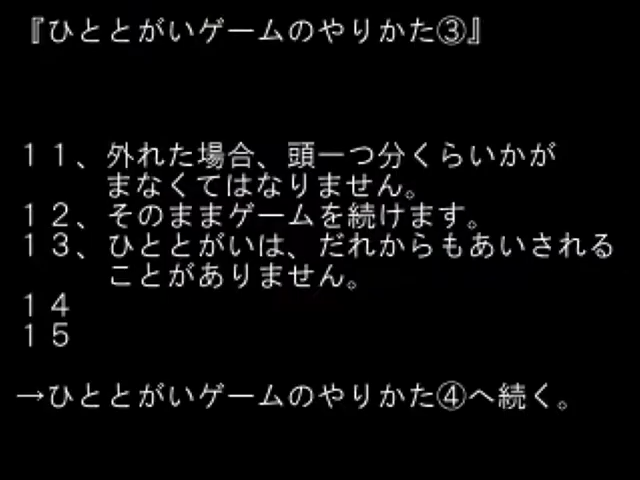 『ひととがいゲームのやりかた③』
１１、外れた場合、頭一つ分くらいかが
まなくてはなりません。
１２、そのままゲームを続けます。
１３、ひととがいは、だれからもあいされる
ことがありません。
１４
１５
→ひととがいゲームのやりかた④へ続く。